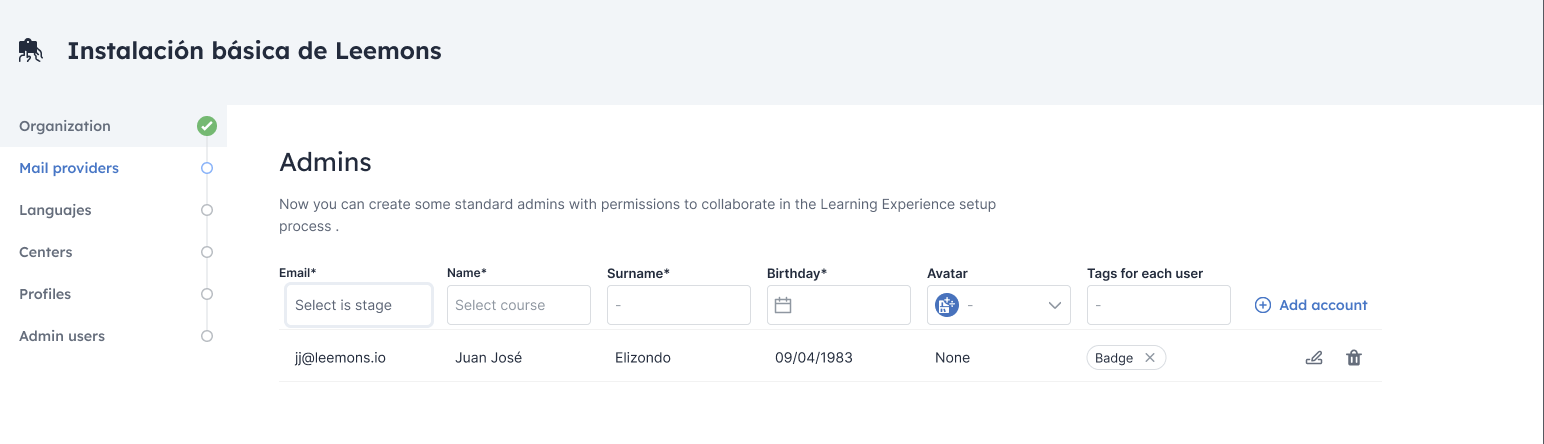 Instalación básica de Leemons
Organization
Mail providers
Languajes
Centers
Profiles
Admin users
Admins
Now you can create some standard admins with permissions to collaborate in the Learning Experience setup
process .
Email* Name* Surname* Birthday* Avatar Tags for each user
Select is stage Select course - - - Add account
jj@leemons.io Juan José Elizondo 09/04/1983 None Badge